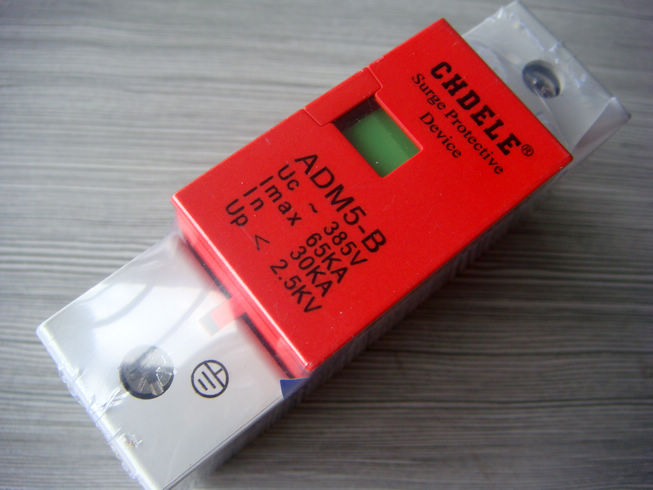 CHDELE®
Surge Protective
Device
ADM5-B
Uc ~ 385V
Imax 65KA
In 30KA
Up < 2.5KV